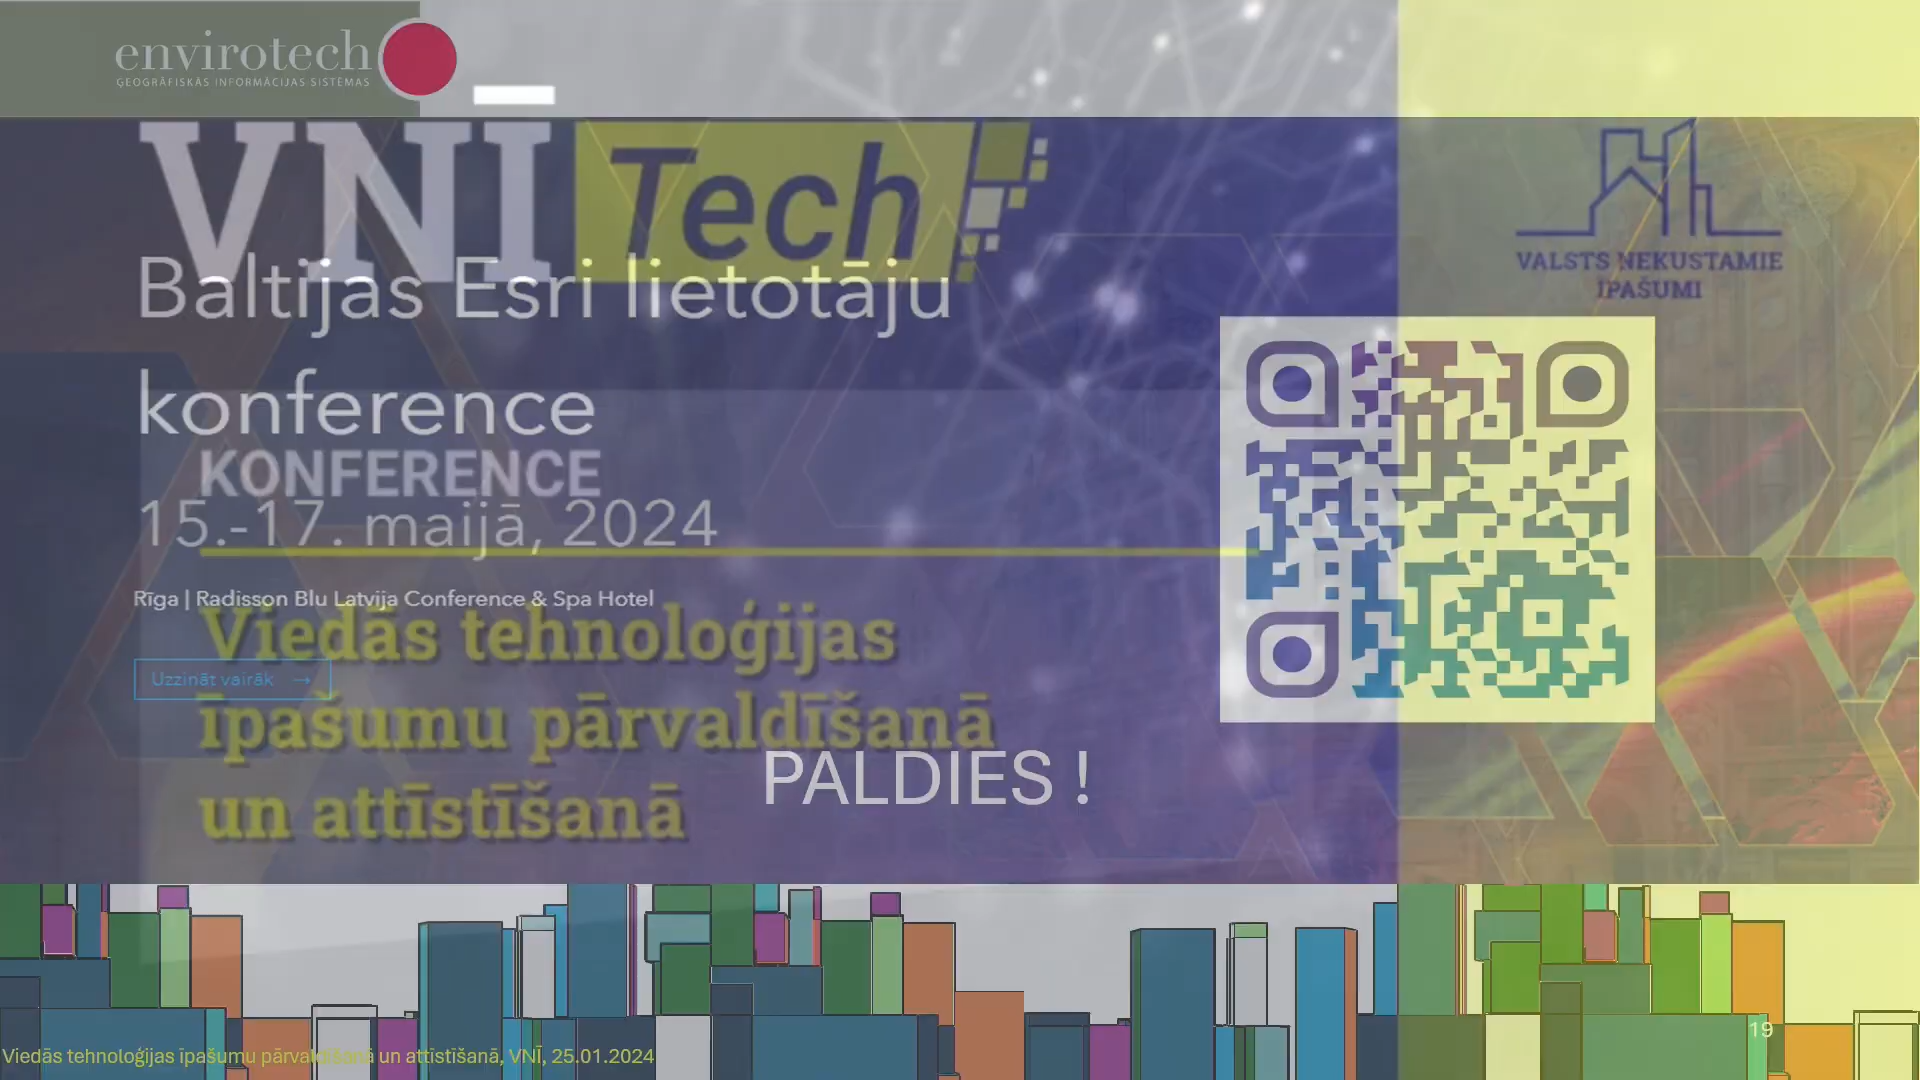 envirotech
ĢEOGRĀFISKĀS INFORMĀCIJAS SISTĒMAS
VNĪ Tech
VALSTS NEKUSTAMIE
ĪPAŠUMI
Baltijas Esri lietotāju
konference
KONFERENCE
15.-17. maijā, 2024
Rīga | Radisson Blu Latvija Conference & Spa Hotel
Viedās tehnoloģijas
īpašumu pārvaldīšanā
un attīstīšanā
Uzzināt vairāk →
PALDIES !
19
Viedās tehnoloģijas īpašumu pārvaldīšanā un attīstīšanā, VNĪ, 25.01.2024